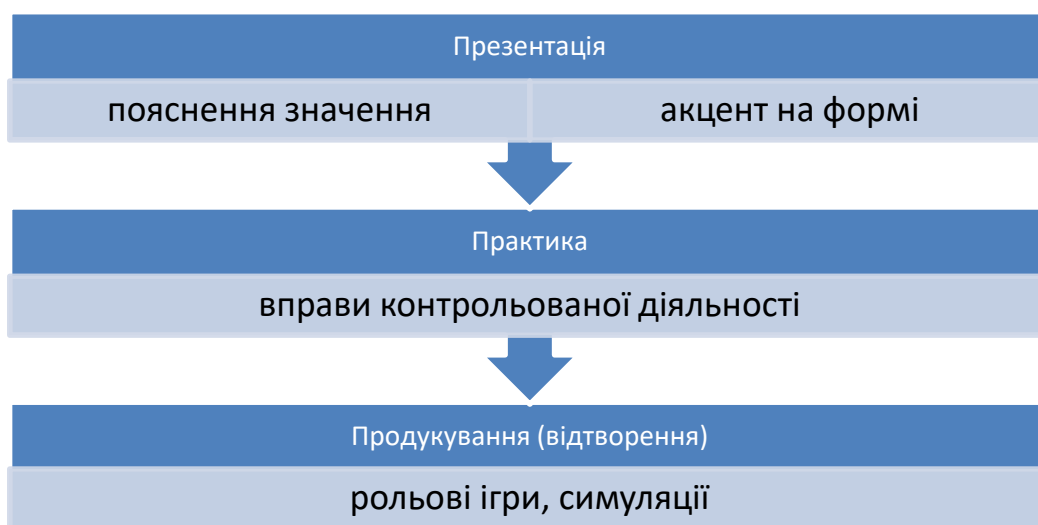 Презентація
пояснення значення
акцент на формі
Практика
вправи контрольованої діяльності
Продукування (відтворення)
рольові ігри, симуляції